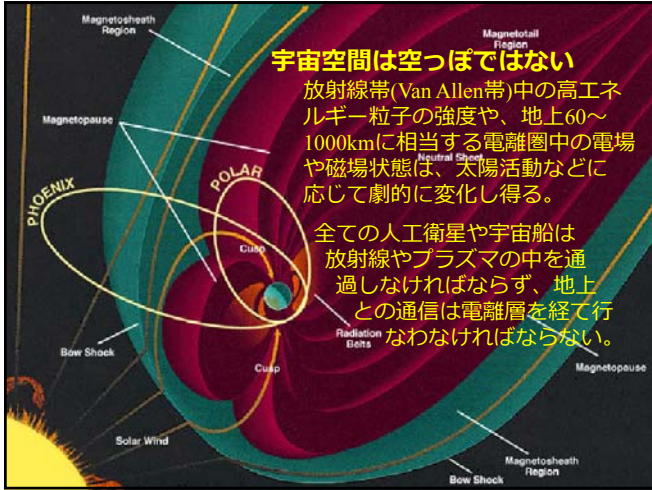 Magnetosheath
Region
Magnetotail
Region
宇宙空間は空っぽではない
放射線帯(Van Allen帯)中の高エネ
ルギー粒子の強度や、地上60～
1000kmに相当する電離圏中の電場
や磁場状態は、太陽活動などに
応じて劇的に変化し得る。
Magnetopause
Neutral Sheet
POLAR
PHOENIX
全ての人工衛星や宇宙船は
放射線やプラズマの中を通
過しなければならず、地上
との通信は電離層を経て行
なわなければならない。
Cusp
Radiation
Belts
Bow Shock
Cusp
Magnetopause
Solar Wind
Magnetosheath
Region
Bow Shock